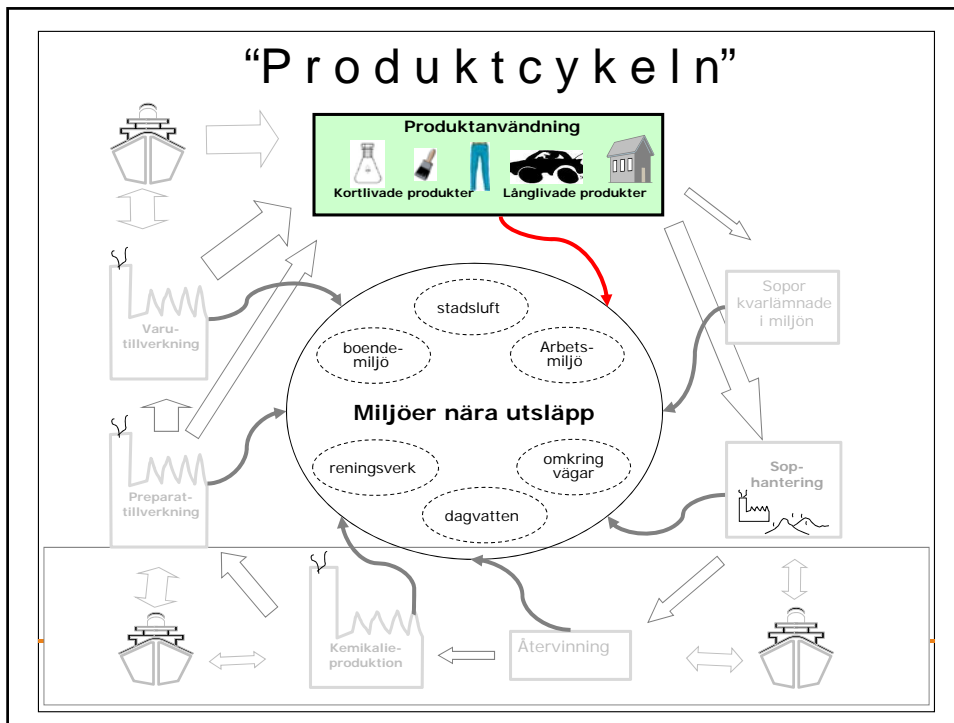 “Produktcykeln”
Produktanvändning
Kortlivade produkter
Långlivade produkter
Sopor
kvarlämnade
i miljön
stadsluft
boende-
miljö
Arbets-
miljö
Varu-
tillverkning
Miljöer nära utsläpp
reningsverk
omkring
vägar
dagvatten
Sop-
hantering
Preparat-
tillverkning
Kemikalie-
produktion
Återvinning